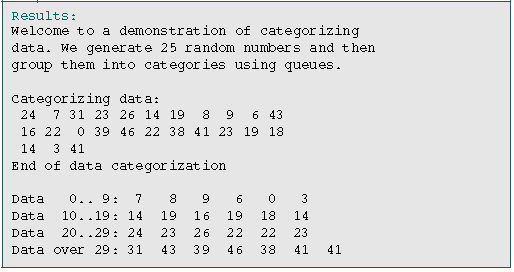 Results:
Welcome to a demonstration of categorizing
data. We generate 25 random numbers and then
group them into categories using queues.
Categorizing data:
24 7 31 23 26 14 19 8 9 6 43
16 22 0 39 46 22 38 41 23 19 18
14 3 41
End of data categorization
Data 0.. 9: 7 8 9 6 0 3
Data 10..19: 14 19 16 19 18 14
Data 20..29: 24 23 26 22 22 23
Data over 29: 31 43 39 46 38 41 41